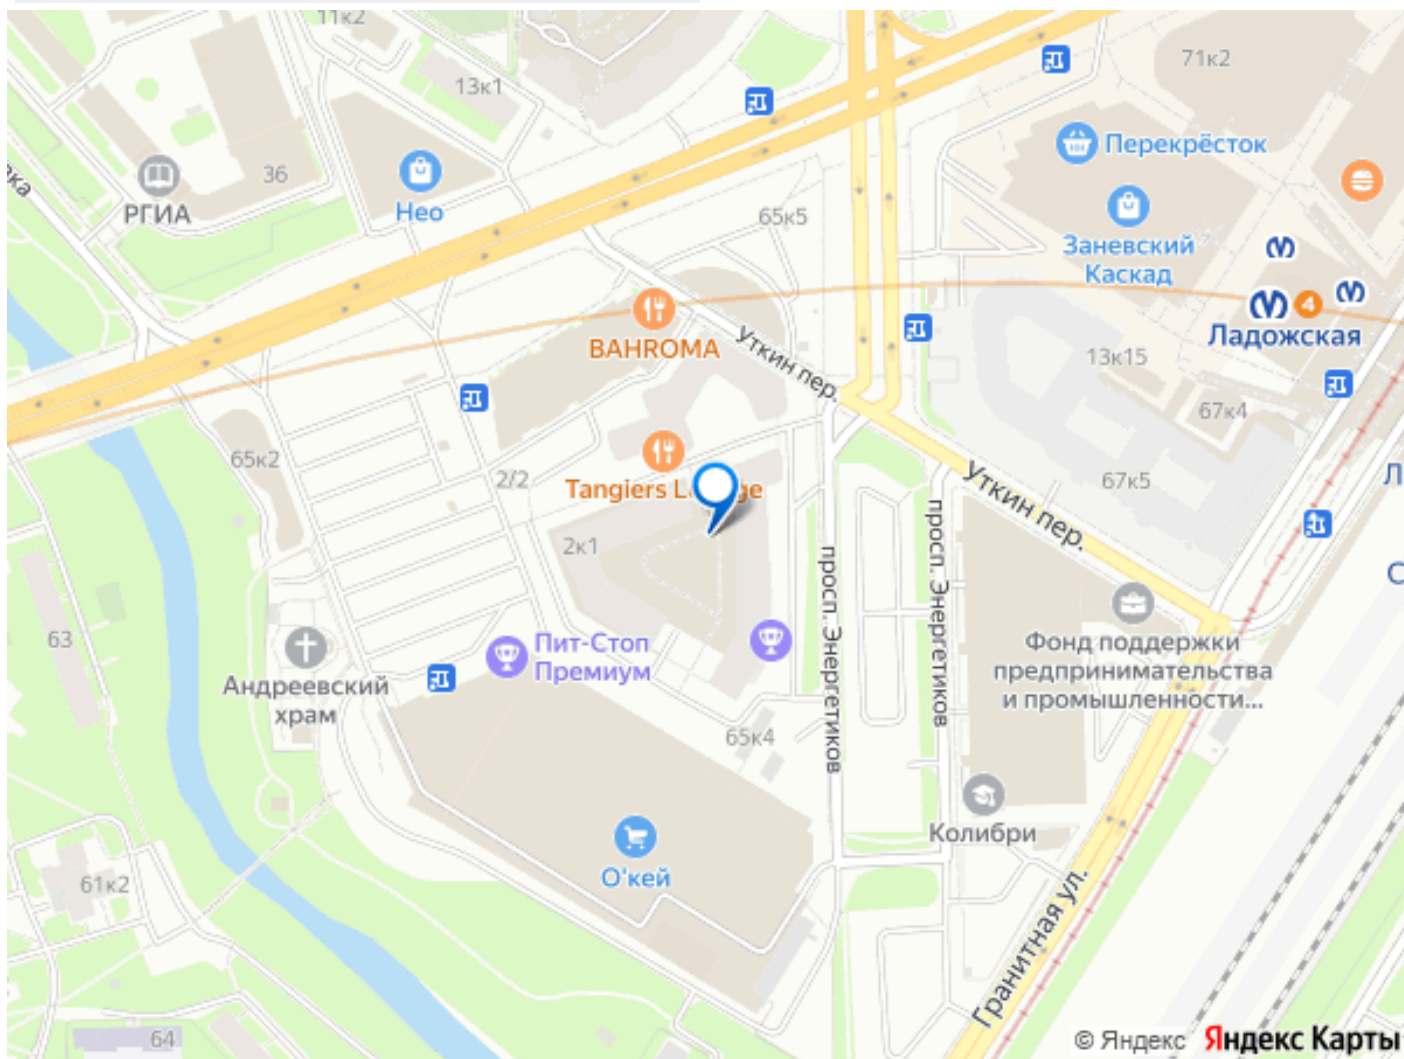 11к2
71к2
13к1
Перекрёсток
вка
36
РГИА
Нео
65к5
Заневский
Каскад
4
Ладожская
BAHROMA
Уткин пер.
13к15
67к4
65к2
2/2
Tangiers
67к5
Уткин пер.
Л
2к1
просп. Энергетиков
просп. Энергетиков
С
63
Пит-Стоп
Премиум
Фонд поддержки
предпринимательства
и промышленности...
Андреевский
храм
65к4
О'кей
Колибри
61к2
Гранитная ул.
64
© Яндекс Яндекс Карты